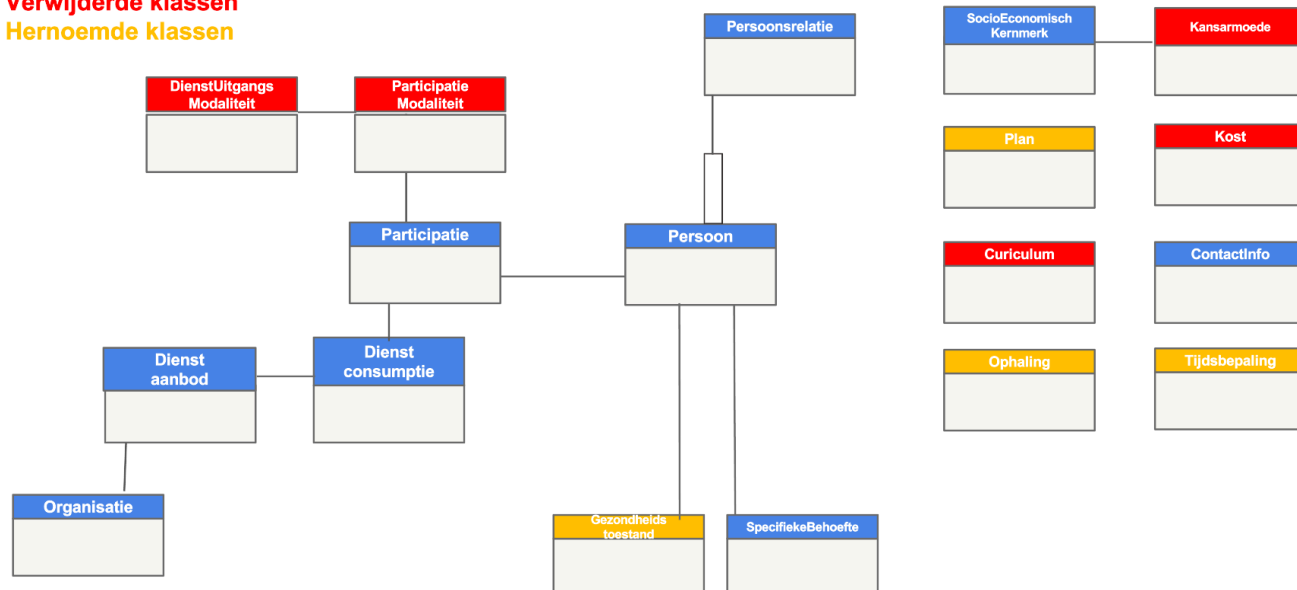 Verwijderde klassen
Hernoemde klassen
Persoonsrelatie
SocioEconomisch
Kernmerk
Kansarmoede
DienstUitgangs
Modaliteit
Participatie
Modaliteit
Plan
Kost
Participatie
Persoon
Curiculum
ContactInfo
Dienst
aanbod
Dienst
consumptie
Ophaling
Tijdsbepaling
Organisatie
Gezondheids
toestand
SpecifiekeBehoefte